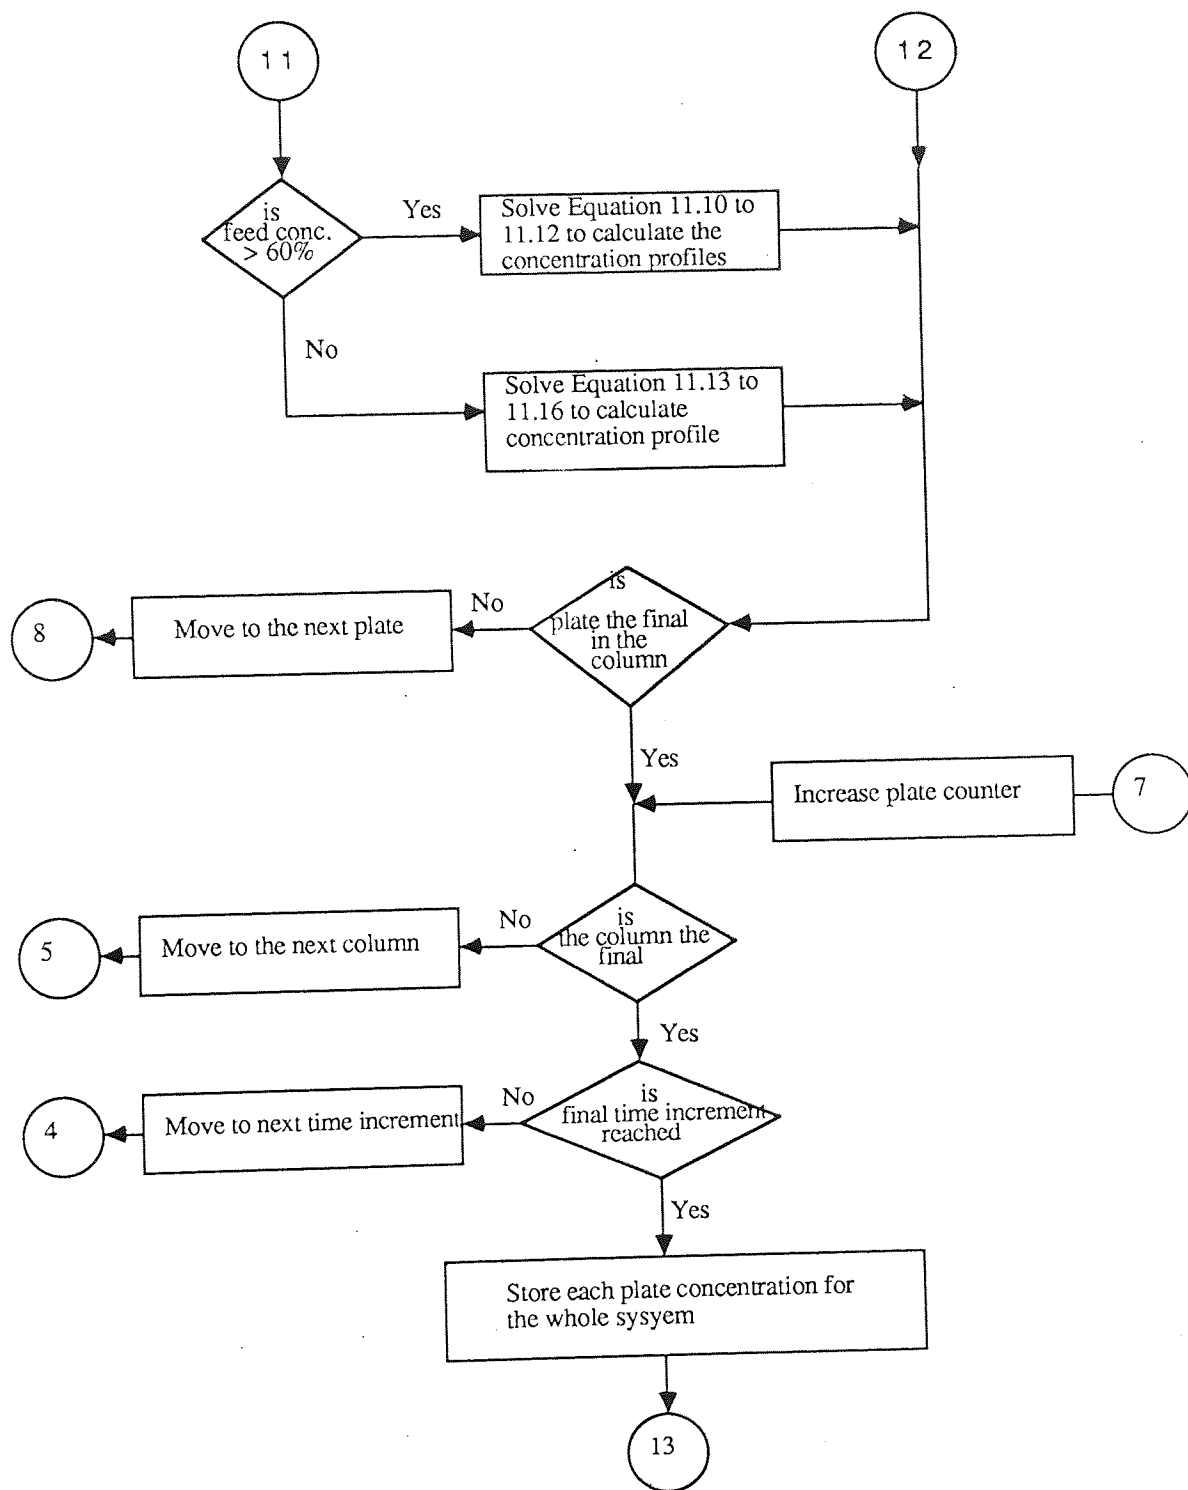 11
12
is
feed conc.
> 60%
Yes
Solve Equation 11.10 to
11.12 to calculate the
concentration profiles
No
Solve Equation 11.13 to
11.16 to calculate
concentration profile
is
plate the final
in the
column
No
Move to the next plate
8
Yes
Increase plate counter
7
is
the column the
final
No
Move to the next column
5
Yes
is
final time increment
reached
No
Move to next time increment
4
Yes
Store each plate concentration for
the whole sysyem
13